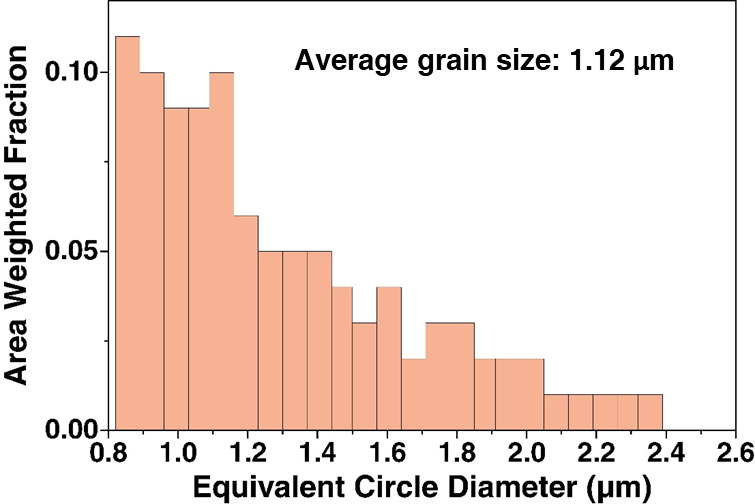 Average grain size: 1.12 μm
Area Weighted Fraction
0.10
0.05
0.00
0.8 1.0 1.2 1.4 1.6 1.8 2.0 2.2 2.4 2.6
Equivalent Circle Diameter (μm)